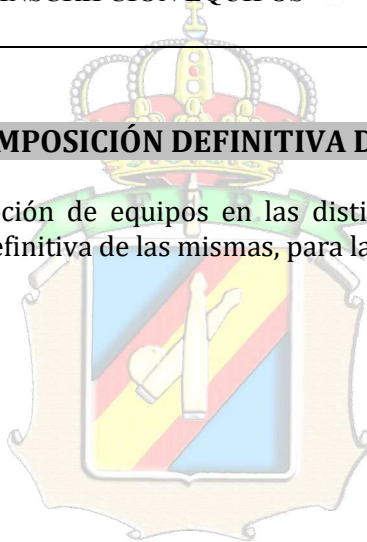 INSCRIPCIÓN EQUIPOS
MPOSICIÓN DEFINITIVA D
ción de equipos en las disti
efinitiva de las mismas, para la